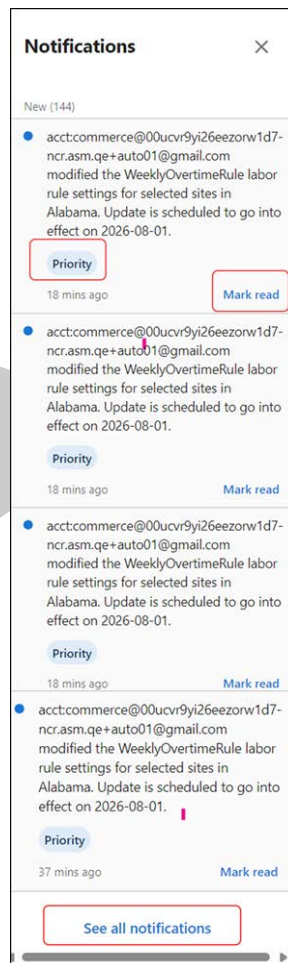 Notifications
New (144)
acct:commerce@00ucvr9yi26eezorw1d7-
ncr.asm.qe+auto01@gmail.com
modified the WeeklyOvertimeRule labor
rule settings for selected sites in
Alabama. Update is scheduled to go into
effect on 2026-08-01.
Priority
18 mins ago Mark read
acct:commerce@00ucvr9yi26eezorw1d7-
ncr.asm.qe+auto01@gmail.com
modified the WeeklyOvertimeRule labor
rule settings for selected sites in
Alabama. Update is scheduled to go into
effect on 2026-08-01.
Priority
18 mins ago Mark read
acct:commerce@00ucvr9yi26eezorw1d7-
ncr.asm.qe+auto01@gmail.com
modified the WeeklyOvertimeRule labor
rule settings for selected sites in
Alabama. Update is scheduled to go into
effect on 2026-08-01.
Priority
18 mins ago Mark read
acct:commerce@00ucvr9yi26eezorw1d7-
ncr.asm.qe+auto01@gmail.com
modified the WeeklyOvertimeRule labor
rule settings for selected sites in
Alabama. Update is scheduled to go into
effect on 2026-08-01.
Priority
37 mins ago Mark read
See all notifications